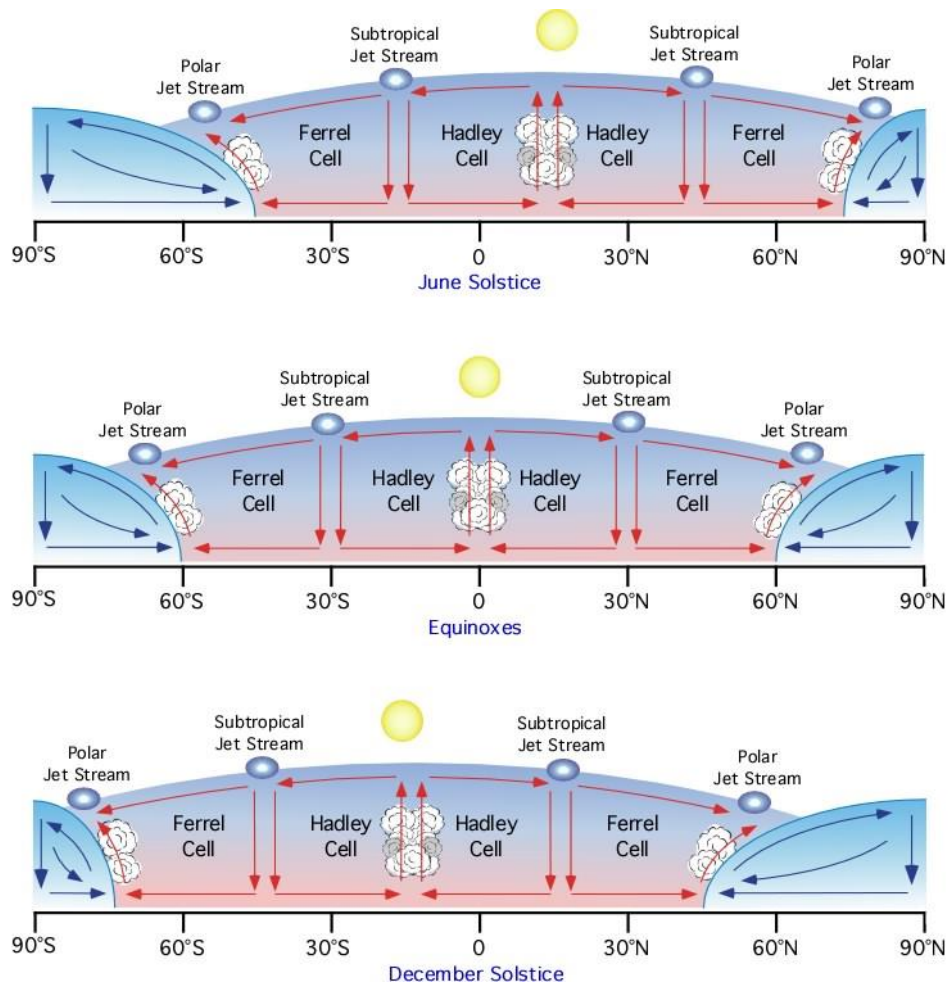 Polar
Jet Stream
Subtropical
Jet Stream
Subtropical
Jet Stream
Polar
Jet Stream
Ferrel
Cell
Hadley
Cell
Hadley
Cell
Ferrel
Cell
90°S 60°S 30°S 0 30°N 60°N 90°N
June Solstice
Polar
Jet Stream
Subtropical
Jet Stream
Subtropical
Jet Stream
Polar
Jet Stream
Ferrel
Cell
Hadley
Cell
Hadley
Cell
Ferrel
Cell
90°S 60°S 30°S 0 30°N 60°N 90°N
Equinoxes
Polar
Jet Stream
Subtropical
Jet Stream
Subtropical
Jet Stream
Polar
Jet Stream
Ferrel
Cell
Hadley
Cell
Hadley
Cell
Ferrel
Cell
90°S 60°S 30°S 0 30°N 60°N 90°N
December Solstice